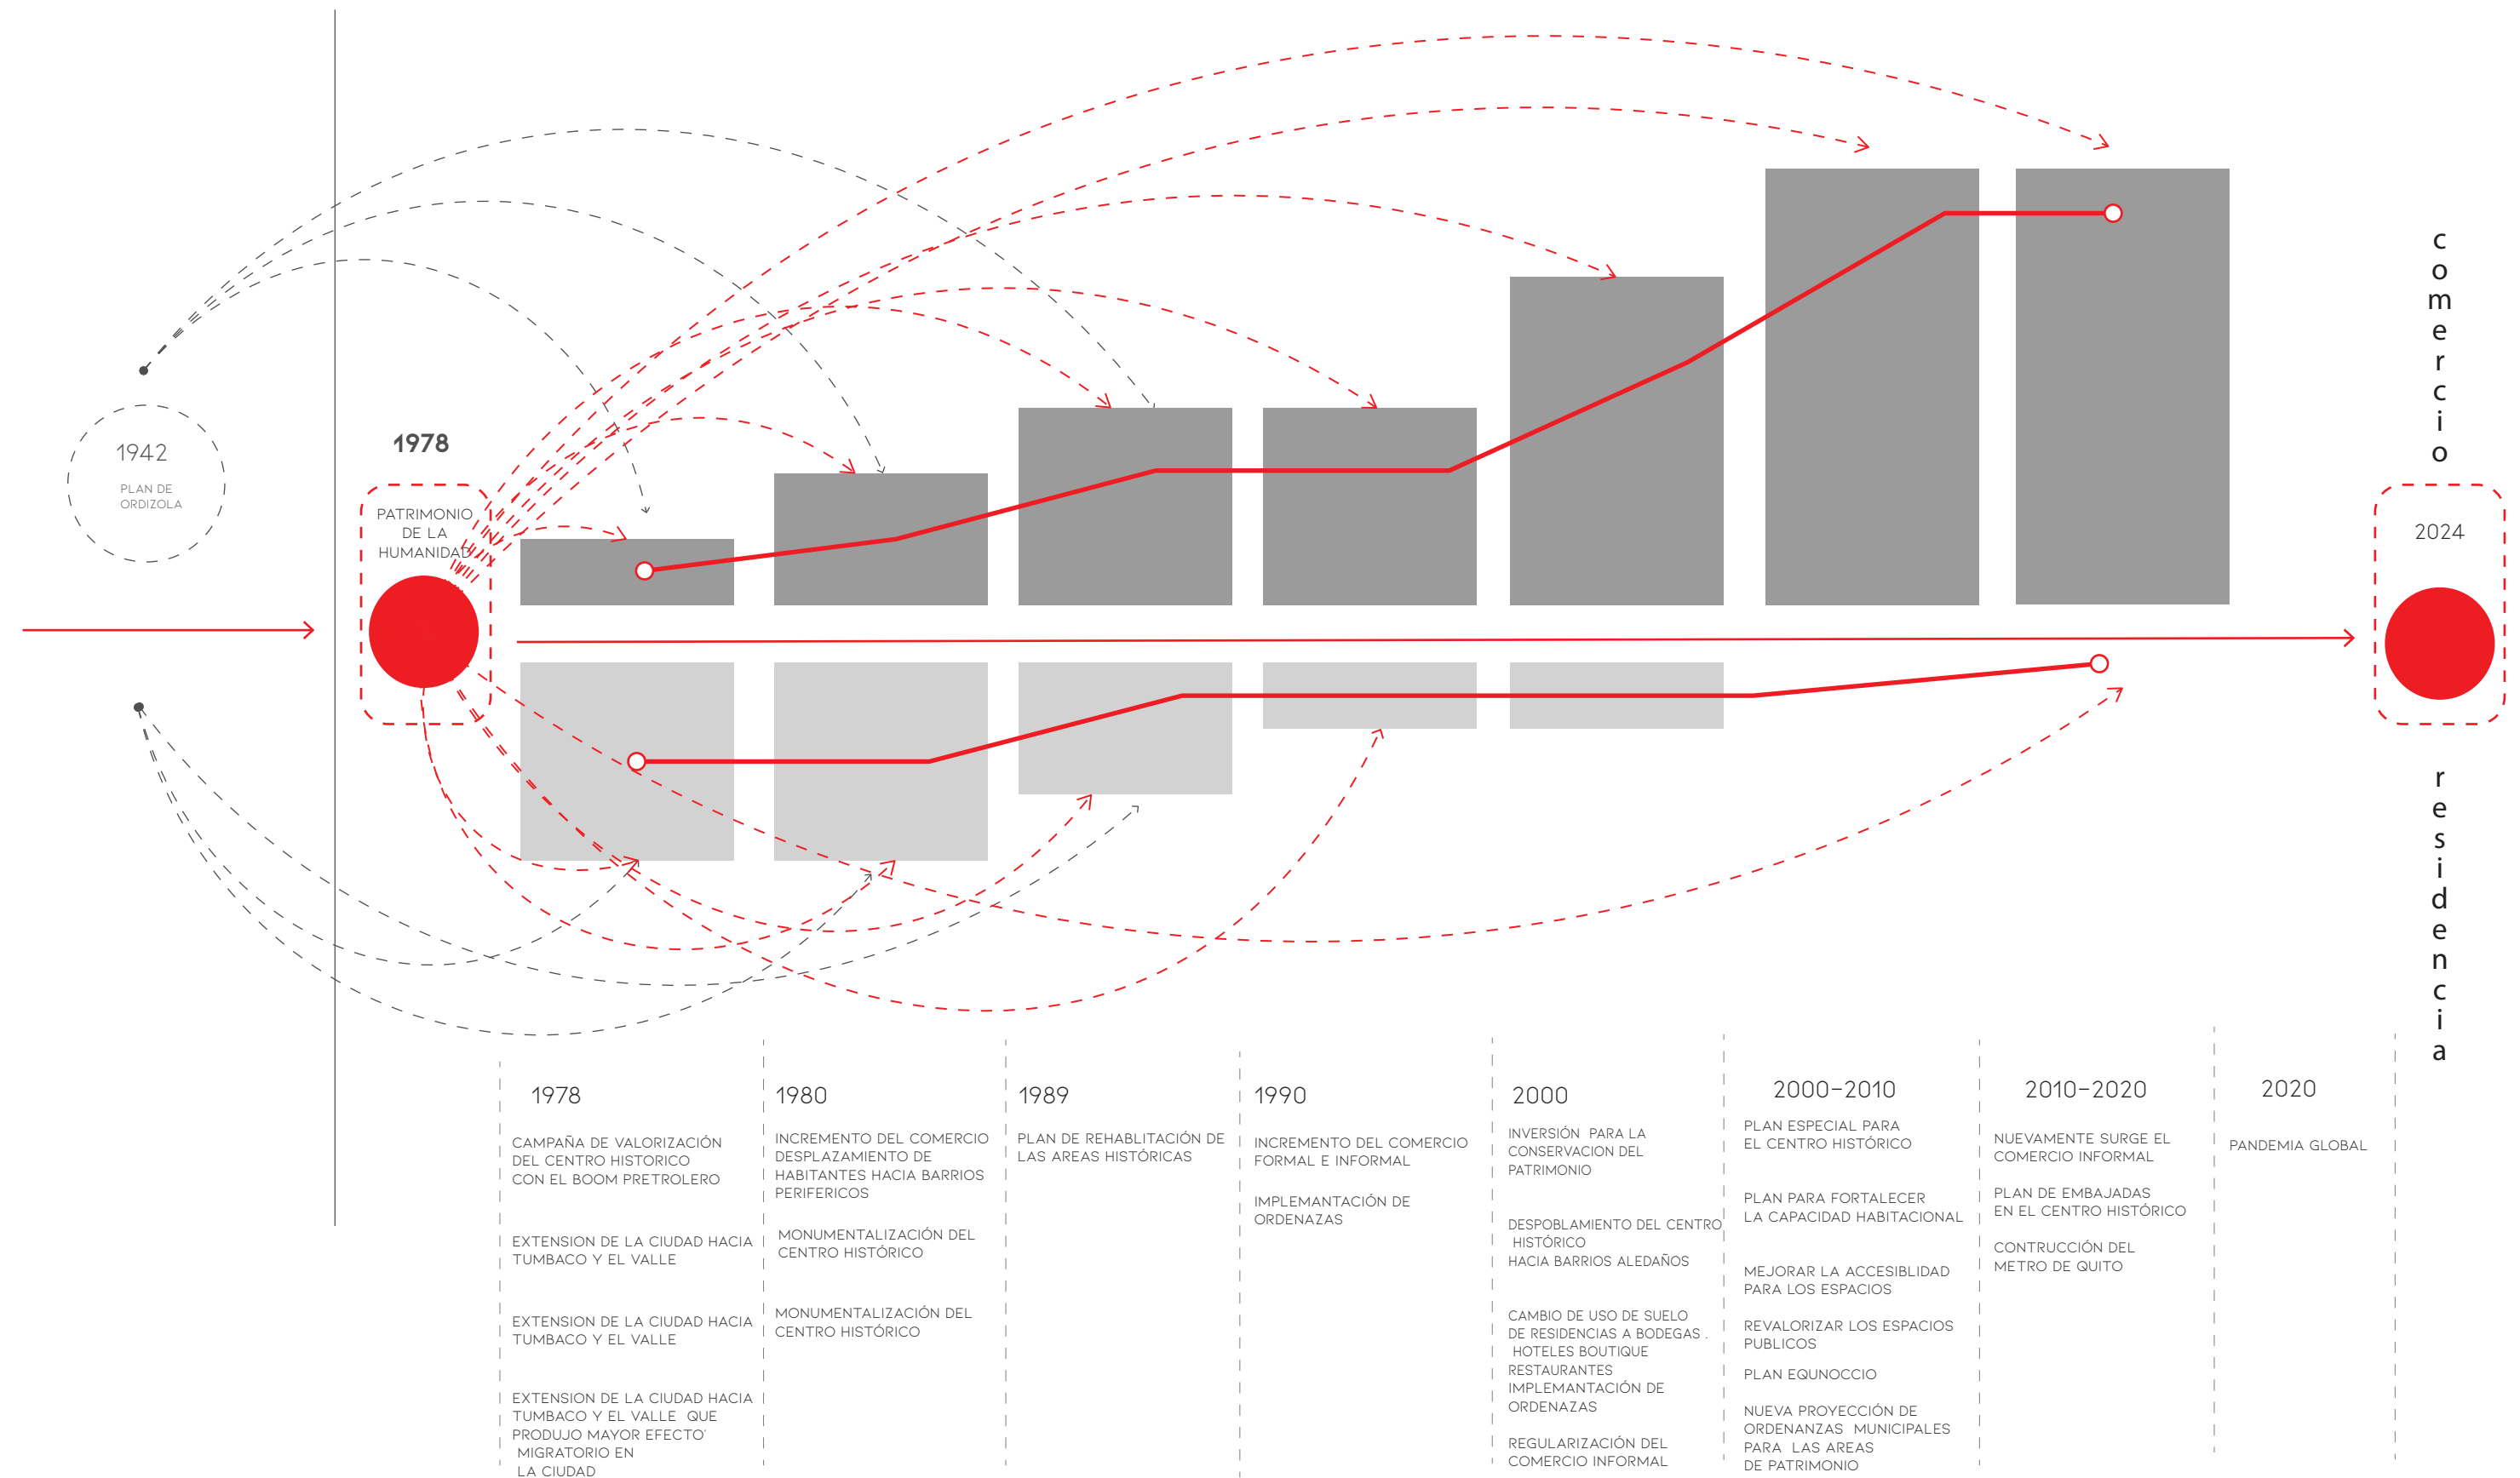 1942
PLAN DE
ORDIZOLA
1978
PATRIMONIO
DE LA
HUMANIDAD
comercio
2024
residencia
1978
CAMPAÑA DE VALORIZACIÓN
DEL CENTRO HISTORICO
CON EL BOOM PRETROLERO
EXTENSION DE LA CIUDAD HACIA
TUMBACO Y EL VALLE
EXTENSION DE LA CIUDAD HACIA
TUMBACO Y EL VALLE
EXTENSION DE LA CIUDAD HACIA
TUMBACO Y EL VALLE QUE
PRODUJO MAYOR EFECTO'
MIGRATORIO EN
LA CIUDAD
1980
INCREMENTO DEL COMERCIO
DESPLAZAMIENTO DE
HABITANTES HACIA BARRIOS
PERIFERICOS
MONUMENTALIZACIÓN DEL
CENTRO HISTÓRICO
MONUMENTALIZACIÓN DEL
CENTRO HISTÓRICO
1989
PLAN DE REHABLITACIÓN DE
LAS AREAS HISTÓRICAS
1990
INCREMENTO DEL COMERCIO
FORMAL E INFORMAL
IMPLEMANTACIÓN DE
ORDENAZAS
2000
INVERSIÓN PARA LA
CONSERVACION DEL
PATRIMONIO
DESPOBLAMIENTO DEL CENTRO
HISTÓRICO
HACIA BARRIOS ALEDAÑOS
CAMBIO DE USO DE SUELO
DE RESIDENCIAS A BODEGAS .
HOTELES BOUTIQUE
RESTAURANTES
IMPLEMANTACIÓN DE
ORDENAZAS
REGULARIZACIÓN DEL
COMERCIO INFORMAL
2000-2010
PLAN ESPECIAL PARA
EL CENTRO HISTÓRICO
PLAN PARA FORTALECER
LA CAPACIDAD HABITACIONAL
MEJORAR LA ACCESIBLIDAD
PARA LOS ESPACIOS
REVALORIZAR LOS ESPACIOS
PUBLICOS
PLAN EQUNOCCIO
NUEVA PROYECCIÓN DE
ORDENANZAS MUNICIPALES
PARA LAS AREAS
DE PATRIMONIO
2010-2020
NUEVAMENTE SURGE EL
COMERCIO INFORMAL
PLAN DE EMBAJADAS
EN EL CENTRO HISTÓRICO
CONTRUCCIÓN DEL
METRO DE QUITO
2020
PANDEMIA GLOBAL